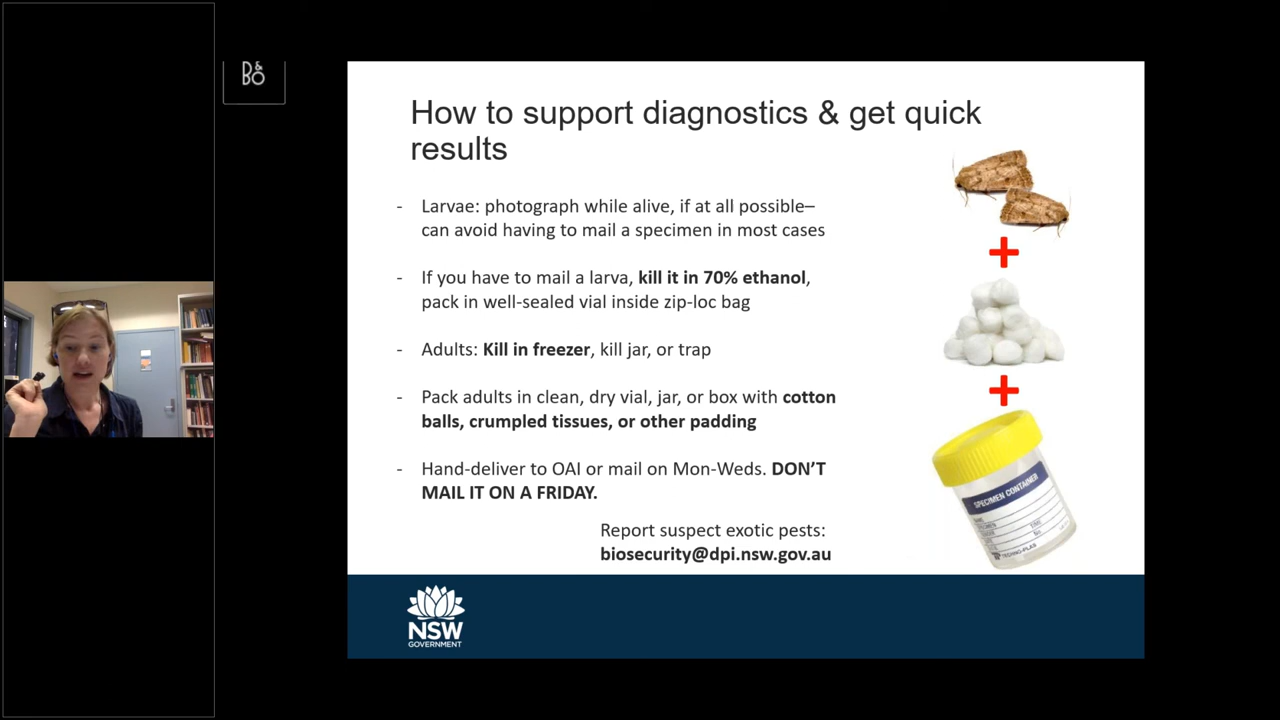 B&
BO
How to support diagnostics & get quick
results
- Larvae: photograph while alive, if at all possible–
can avoid having to mail a specimen in most cases
- If you have to mail a larva, kill it in 70% ethanol,
pack in well-sealed vial inside zip-loc bag
- Adults: Kill in freezer, kill jar, or trap
- Pack adults in clean, dry vial, jar, or box with cotton
balls, crumpled tissues, or other padding
- Hand-deliver to OAI or mail on Mon-Weds. DON'T
MAIL IT ON A FRIDAY.
Report suspect exotic pests:
biosecurity@dpi.nsw.gov.au
SPECIMEN CONTAINER
NSW
GOVERNMENT